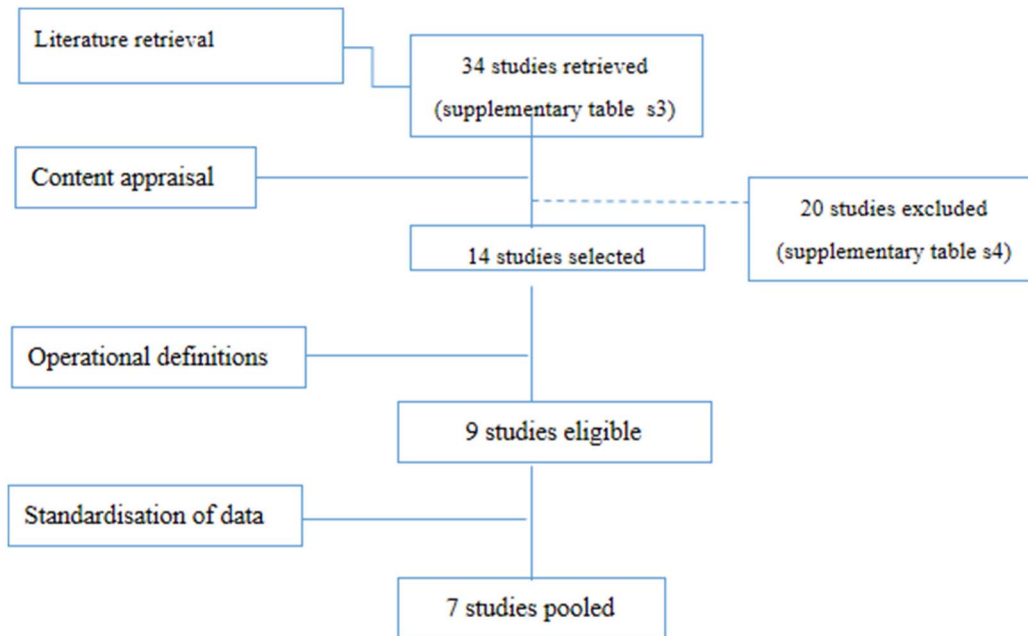 Literature retrieval
34 studies retrieved
(supplementary table s3)
Content appraisal
20 studies excluded
(supplementary table s4)
14 studies selected
Operational definitions
9 studies eligible
Standardisation of data
7 studies pooled